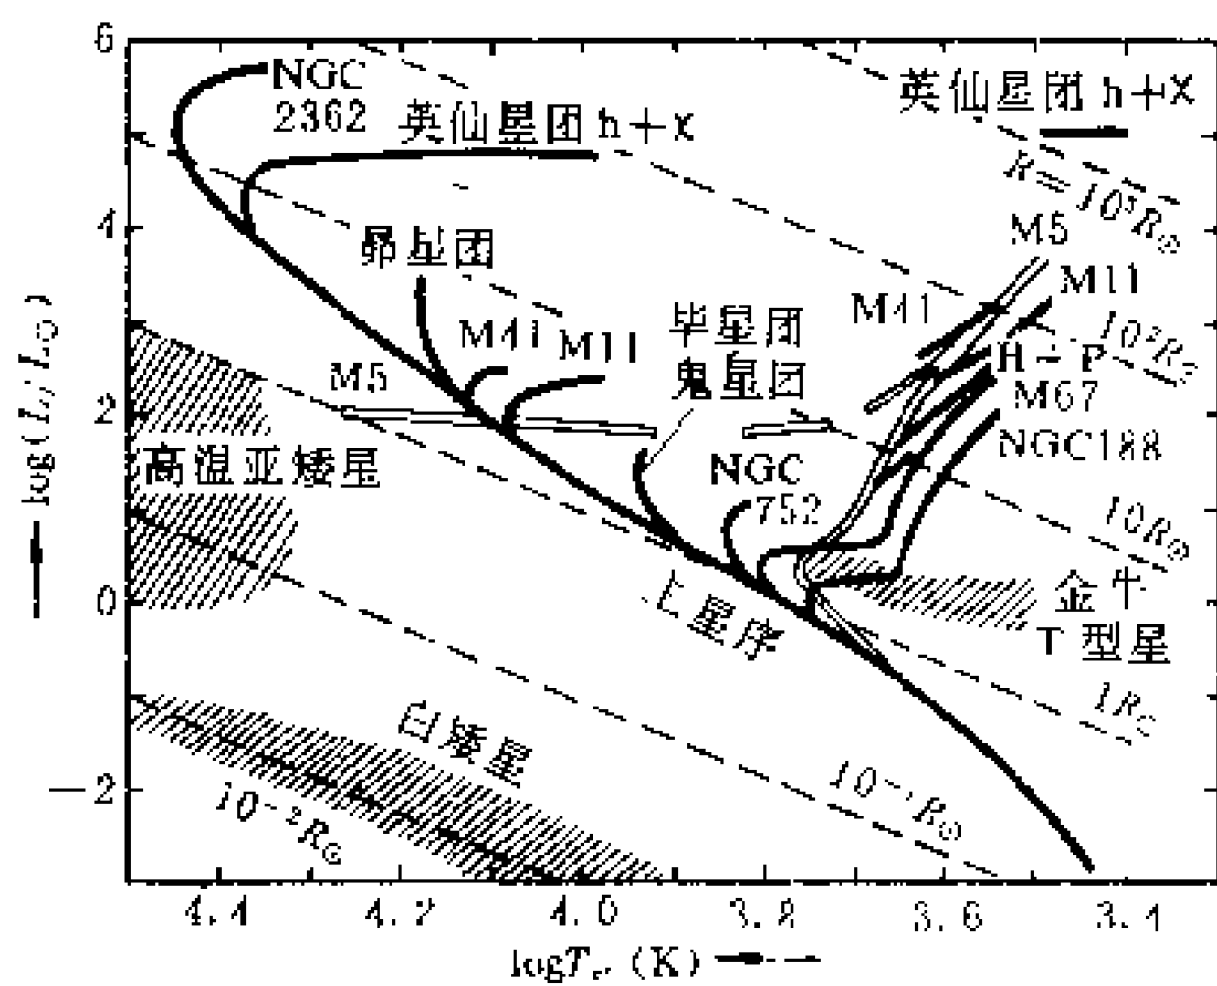 6
NGC
2362
英仙星团 h+χ
英仙星团 h+χ
R=10³R⊙
4
昴星团
M5
M11
M41
10²R⊙
毕星团
鬼星团
M41
M11
M5
H-P
M67
NGC188
2
高温亚矮星
NGC
752
10R⊙
金牛
T型星
0
上星序
1R⊙
白矮星
10⁻¹R⊙
-2
10⁻²R⊙
4.4
4.2
4.0
3.8
3.6
3.4
log(L/L⊙)
(K)